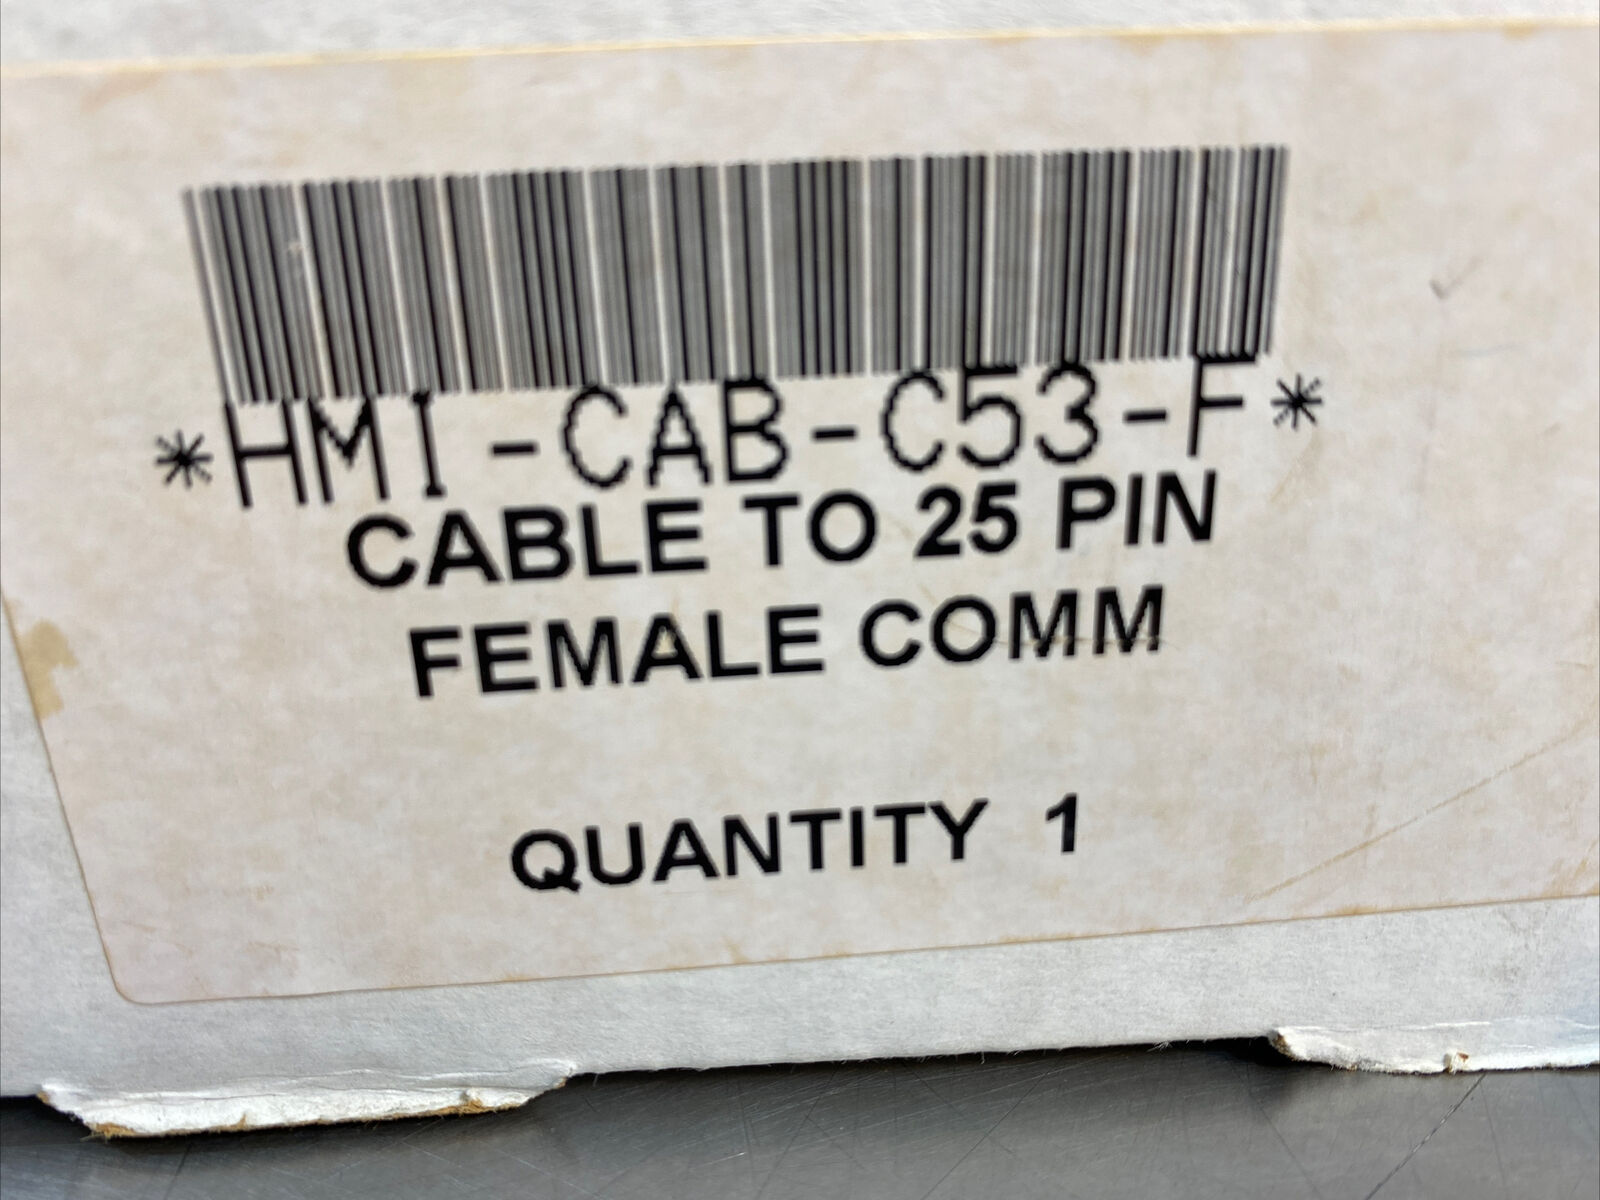 *HMI-CAB-C53-F*
CABLE TO 25 PIN
FEMALE COMM
QUANTITY 1